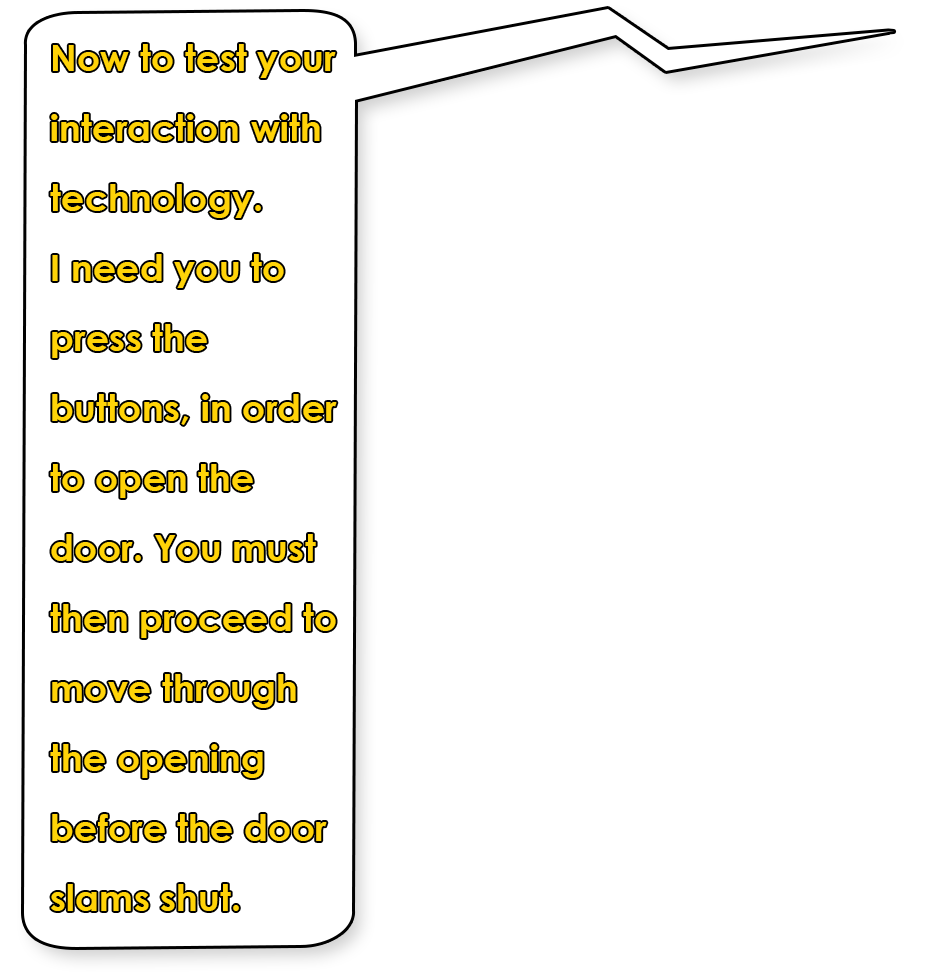 Now to test your
interaction with
technology.
I need you to
press the
buttons, in order
to open the
door. You must
then proceed to
move through
the opening
before the door
slams shut.